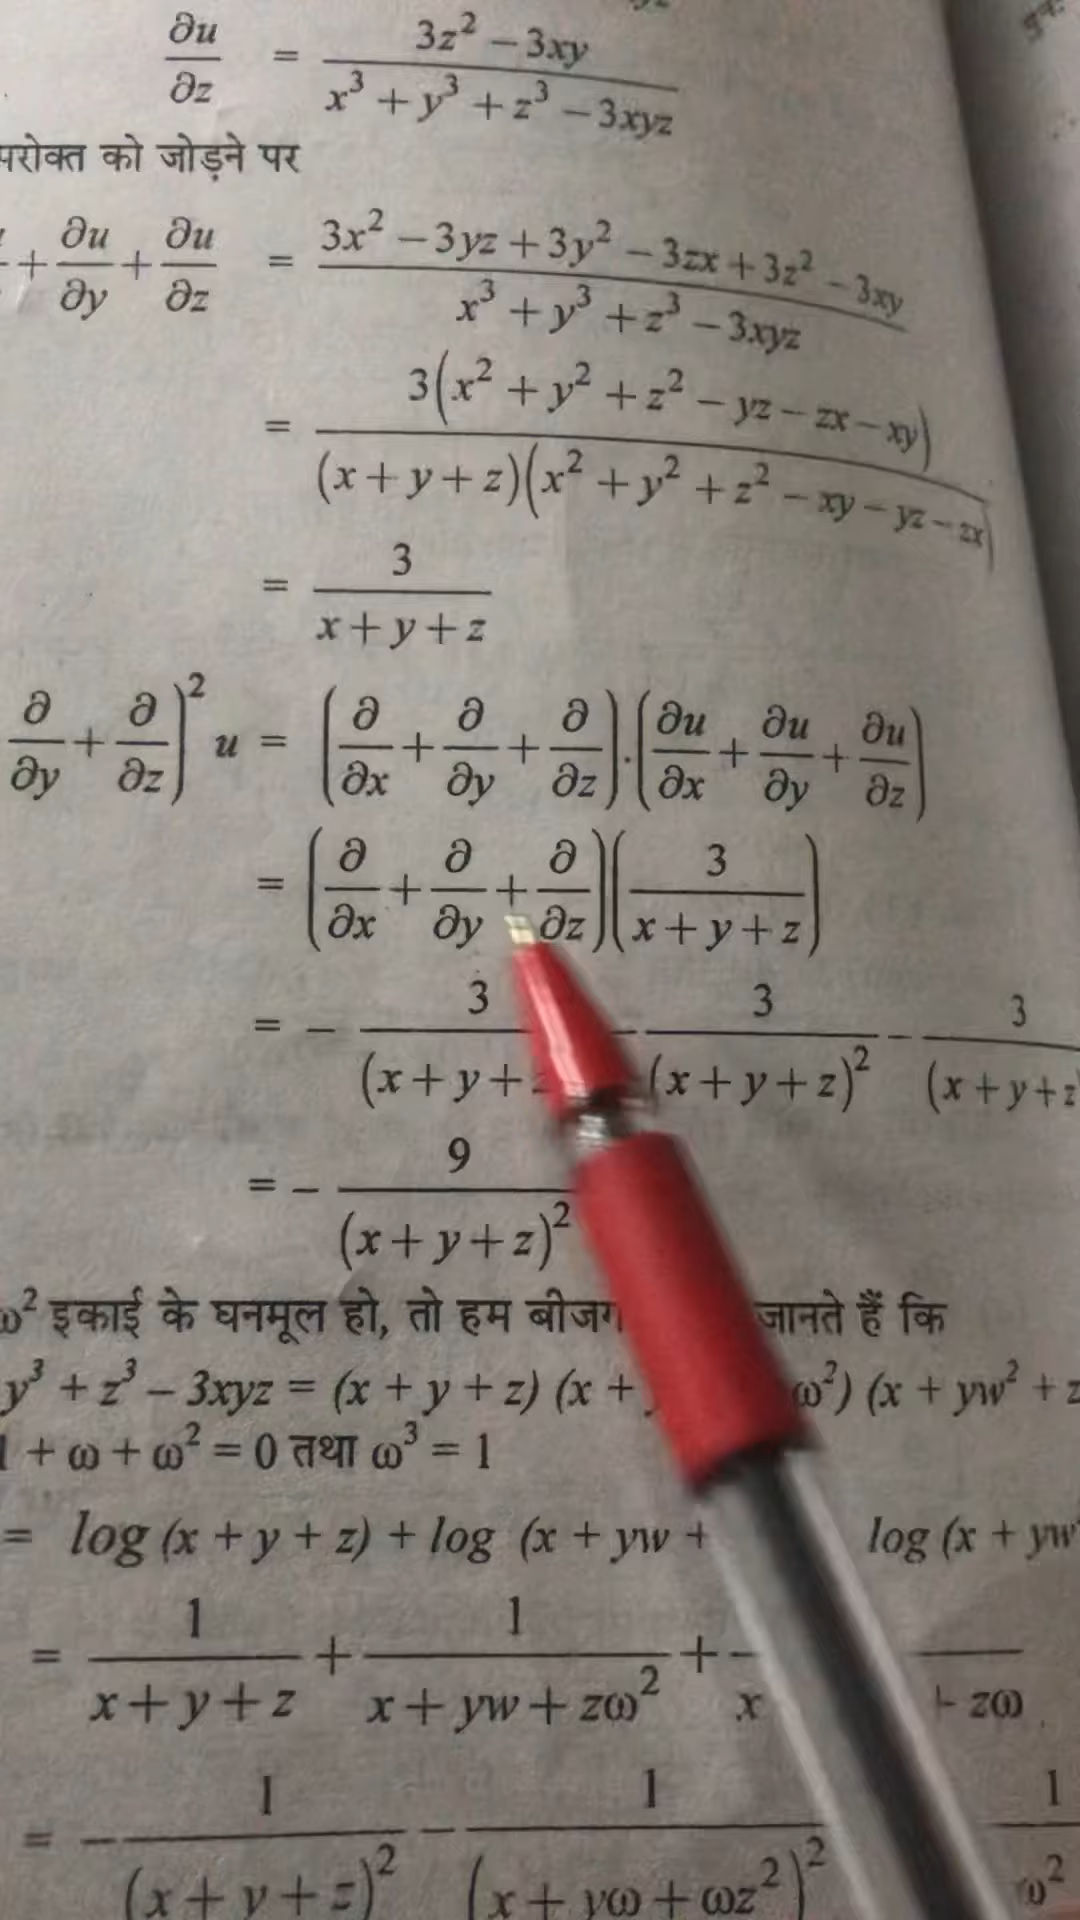 ∂u/∂z = (3z² − 3xy)/(x³ + y³ + z³ − 3xyz)
परोक्त को जोड़ने पर
+ ∂u/∂y + ∂u/∂z = (3x² − 3yz + 3y² − 3zx + 3z² − 3xy)/(x³ + y³ + z³ − 3xyz)
= 3(x² + y² + z² − yz − zx − xy)/(x + y + z)(x² + y² + z² − xy − yz − zx)
= 3/(x + y + z)
∂/∂y + ∂/∂z)² u = (∂/∂x + ∂/∂y + ∂/∂z).(∂u/∂x + ∂u/∂y + ∂u/∂z)
= (∂/∂x + ∂/∂y + ∂/∂z)(3/(x + y + z))
= − 3/(x + y + − 3/(x + y + z)² − 3/(x + y + z
= − 9/(x + y + z)²
ω² इकाई के घनमूल हो, तो हम जानते हैं कि
y³ + z³ − 3xyz = (x + y + z) (x + ω²) (x + yw² + z
1 + ω + ω² = 0 तथा ω³ = 1
= log (x + y + z) + log (x + yw + log (x + yw
= 1/(x + y + z) + 1/(x + yw + zω²) + x + zω
= − 1/(x + y + z)² − 1/(x + yω + ωz²)² 1 ω²